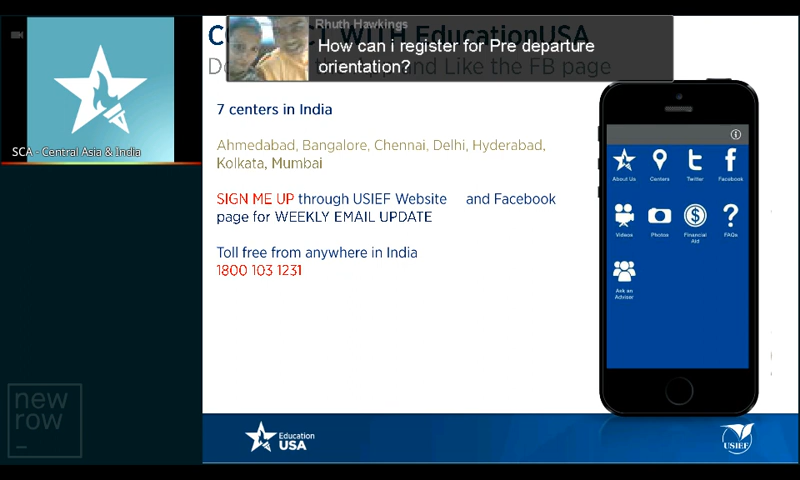 Rhuth Hawkings
How can i register for Pre departure
orientation?
WITH EducationUSA
and Like the FB page
7 centers in India
Ahmedabad, Bangalore, Chennai, Delhi, Hyderabad,
Kolkata, Mumbai
SIGN ME UP through USIEF Website and Facebook
page for WEEKLY EMAIL UPDATE
Toll free from anywhere in India
1800 103 1231
SCA - Central Asia & India
About Us Centers Twitter Facebook
Videos Photos Financial Aid FAQs
Ask an
Adviser
new
row
Education
USA
USIEF